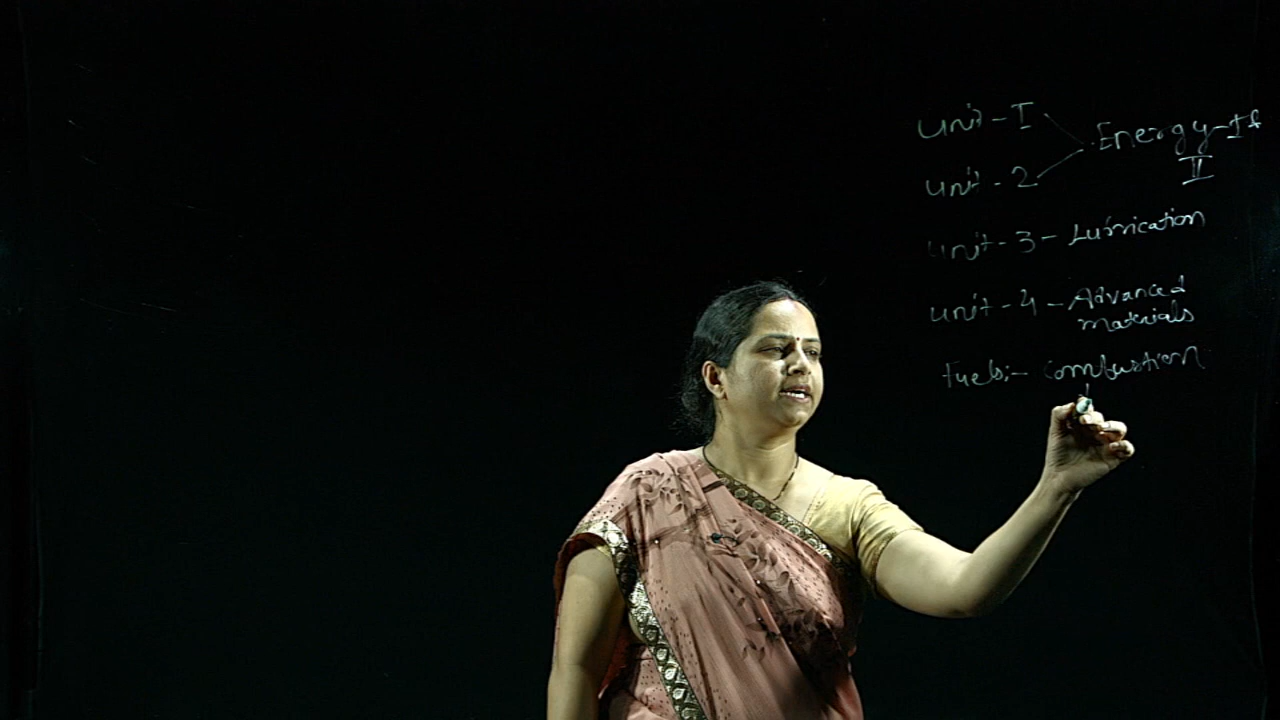 Unit - I Energy - I &
II
Unit - 2
Unit - 3 - Lubrication
Unit - 4 - Advanced
materials
Fuels:- Combustion